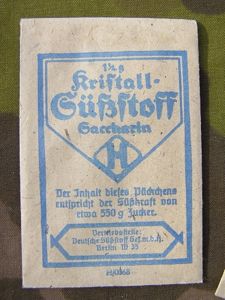 1¼ g
Kristall-
Süßstoff
Saccharin
H
Der Inhalt dieses Päckchens
entspricht der Süßkraft von
etwa 550 g Zucker.
Vertriebsstelle:
Deutsche Süßstoff Ges.m.b.H.
Berlin W 35